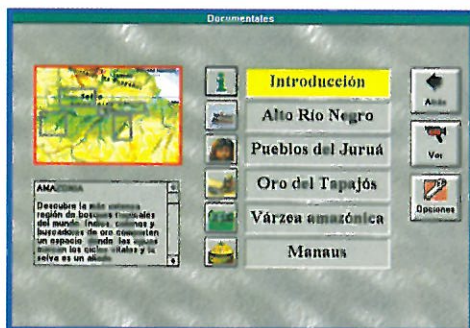 Documentales
Introducción
Alto Río Negro
Pueblos del Juruá
Oro del Tapajós
Várzea amazónica
Manaus
Atrás
Ver
Opciones
AMAZONIA
Descubre la más extensa
región de bosques tropicales
del mundo. Indios, colonos y
buscadores de oro comparten
un espacio donde las aguas
marcan los ciclos vitales y la
selva es un aliado